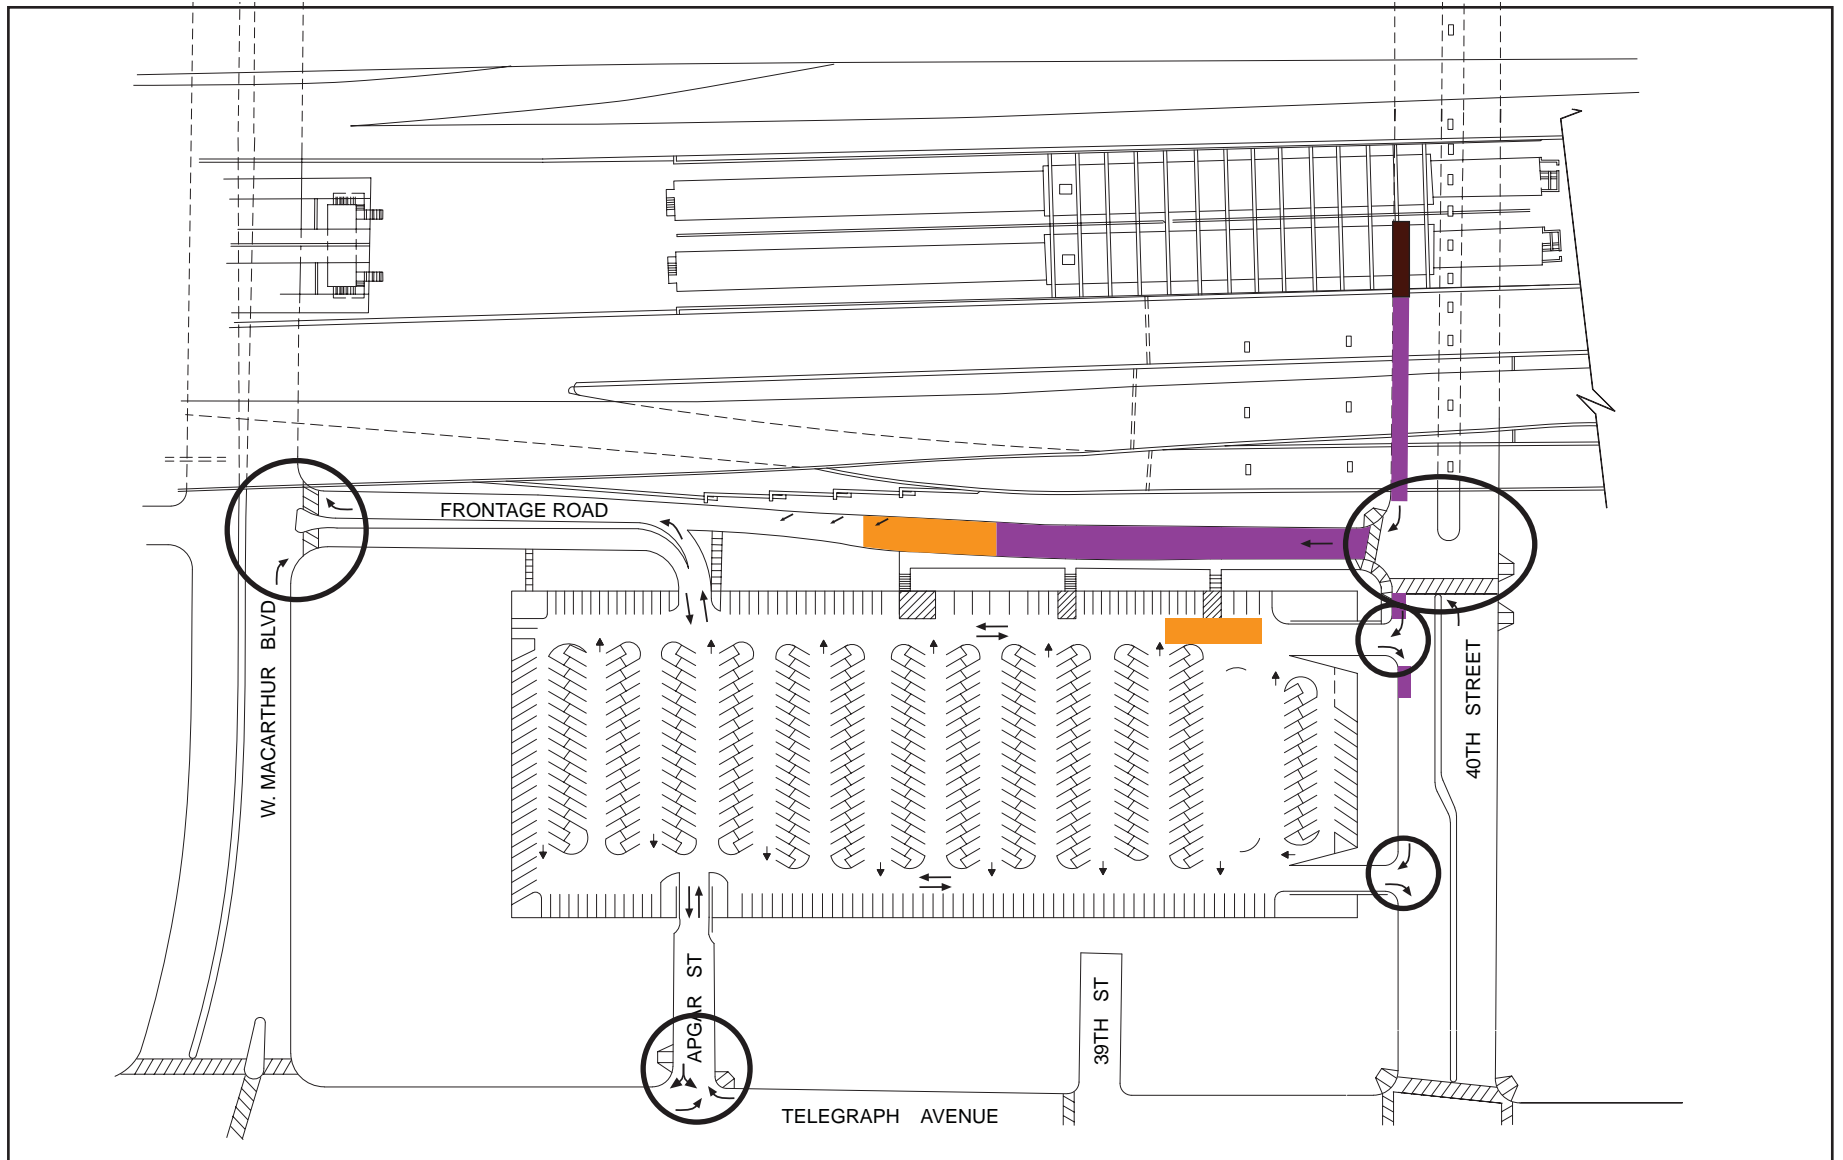 FRONTAGE ROAD
W. MACARTHUR BLVD
40TH STREET
APGAR ST
39TH ST
TELEGRAPH AVENUE